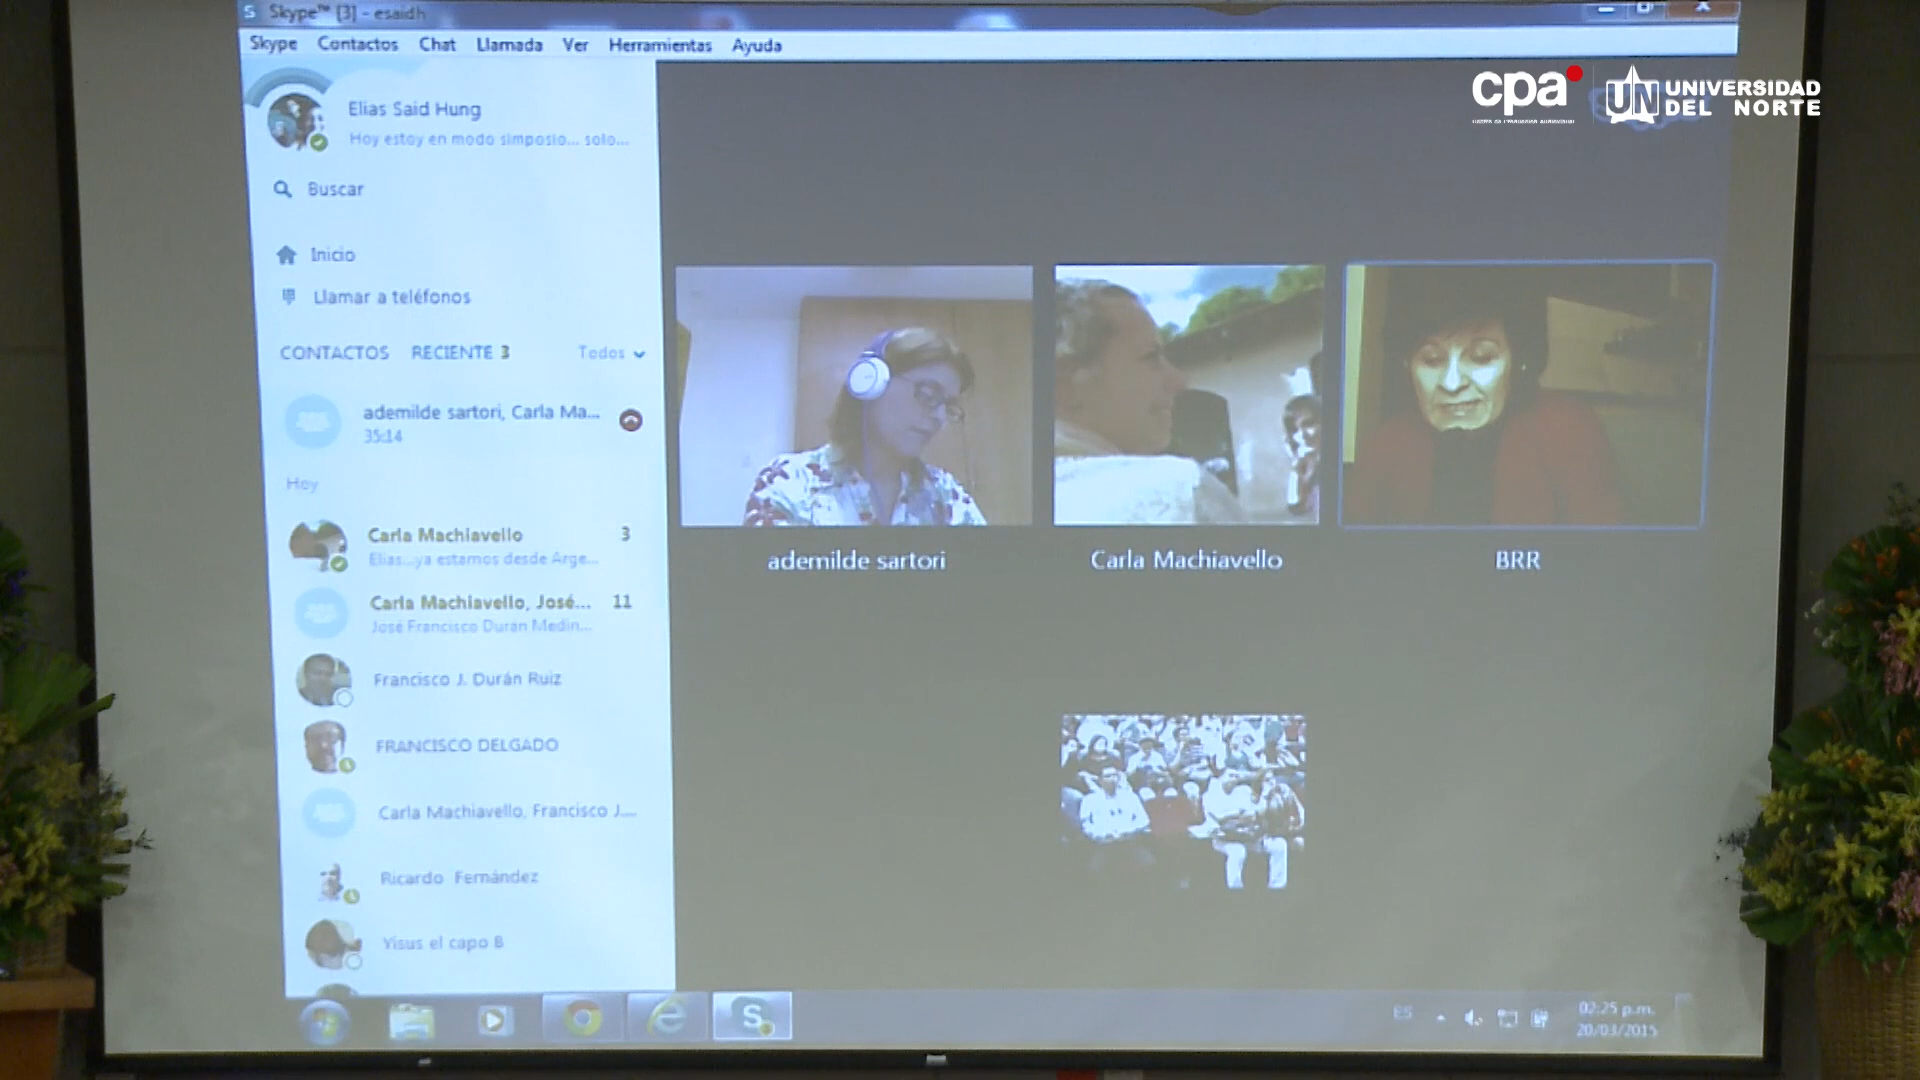 Skype™ [3] - esaidh
Skype Contactos Chat Llamada Ver Herramientas Ayuda
cpa
UN UNIVERSIDAD
DEL NORTE
Elias Said Hung
Hoy estoy en modo simposio... solo...
Buscar
Inicio
Llamar a teléfonos
CONTACTOS RECIENTE 3 Todos
ademilde sartori, Carla Ma...
35:14
Hoy
Carla Machiavello 3
Elias...ya estamos desde Arge...
Carla Machiavello, José... 11
José Francisco Durán Medin...
Francisco J. Durán Ruiz
FRANCISCO DELGADO
Carla Machiavello, Francisco J....
Ricardo Fernández
Yisus el capo B
ademilde sartori
Carla Machiavello
BRR
ES
02:25 p.m.
20/03/2015